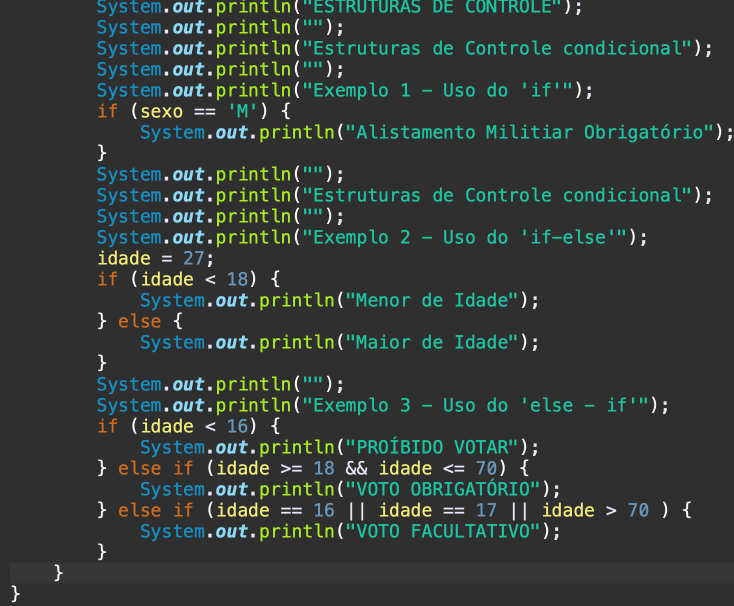 System.out.println("ESTRUTURAS DE CONTROLE");
System.out.println("");
System.out.println("Estruturas de Controle condicional");
System.out.println("");
System.out.println("Exemplo 1 - Uso do 'if'");
if (sexo == 'M') {
System.out.println("Alistamento Militiar Obrigatório");
}
System.out.println("");
System.out.println("Estruturas de Controle condicional");
System.out.println("");
System.out.println("Exemplo 2 - Uso do 'if-else'");
idade = 27;
if (idade < 18) {
System.out.println("Menor de Idade");
} else {
System.out.println("Maior de Idade");
}
System.out.println("");
System.out.println("Exemplo 3 - Uso do 'else - if'");
if (idade < 16) {
System.out.println("PROÍBIDO VOTAR");
} else if (idade >= 18 && idade <= 70) {
System.out.println("VOTO OBRIGATÓRIO");
} else if (idade == 16 || idade == 17 || idade > 70 ) {
System.out.println("VOTO FACULTATIVO");
}
}
}